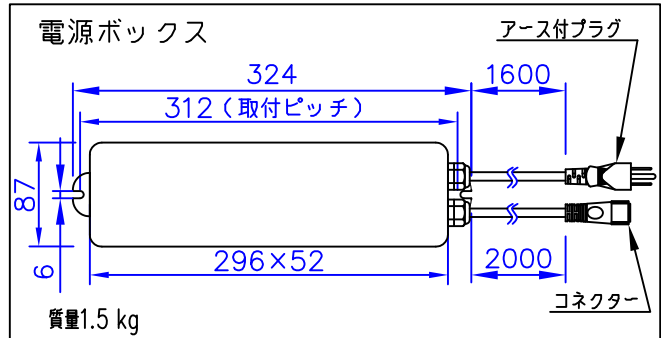 電源ボックス
アース付プラグ
324
1600
312(取付ピッチ)
87
6
296×52
2000
コネクター
質量1.5 kg